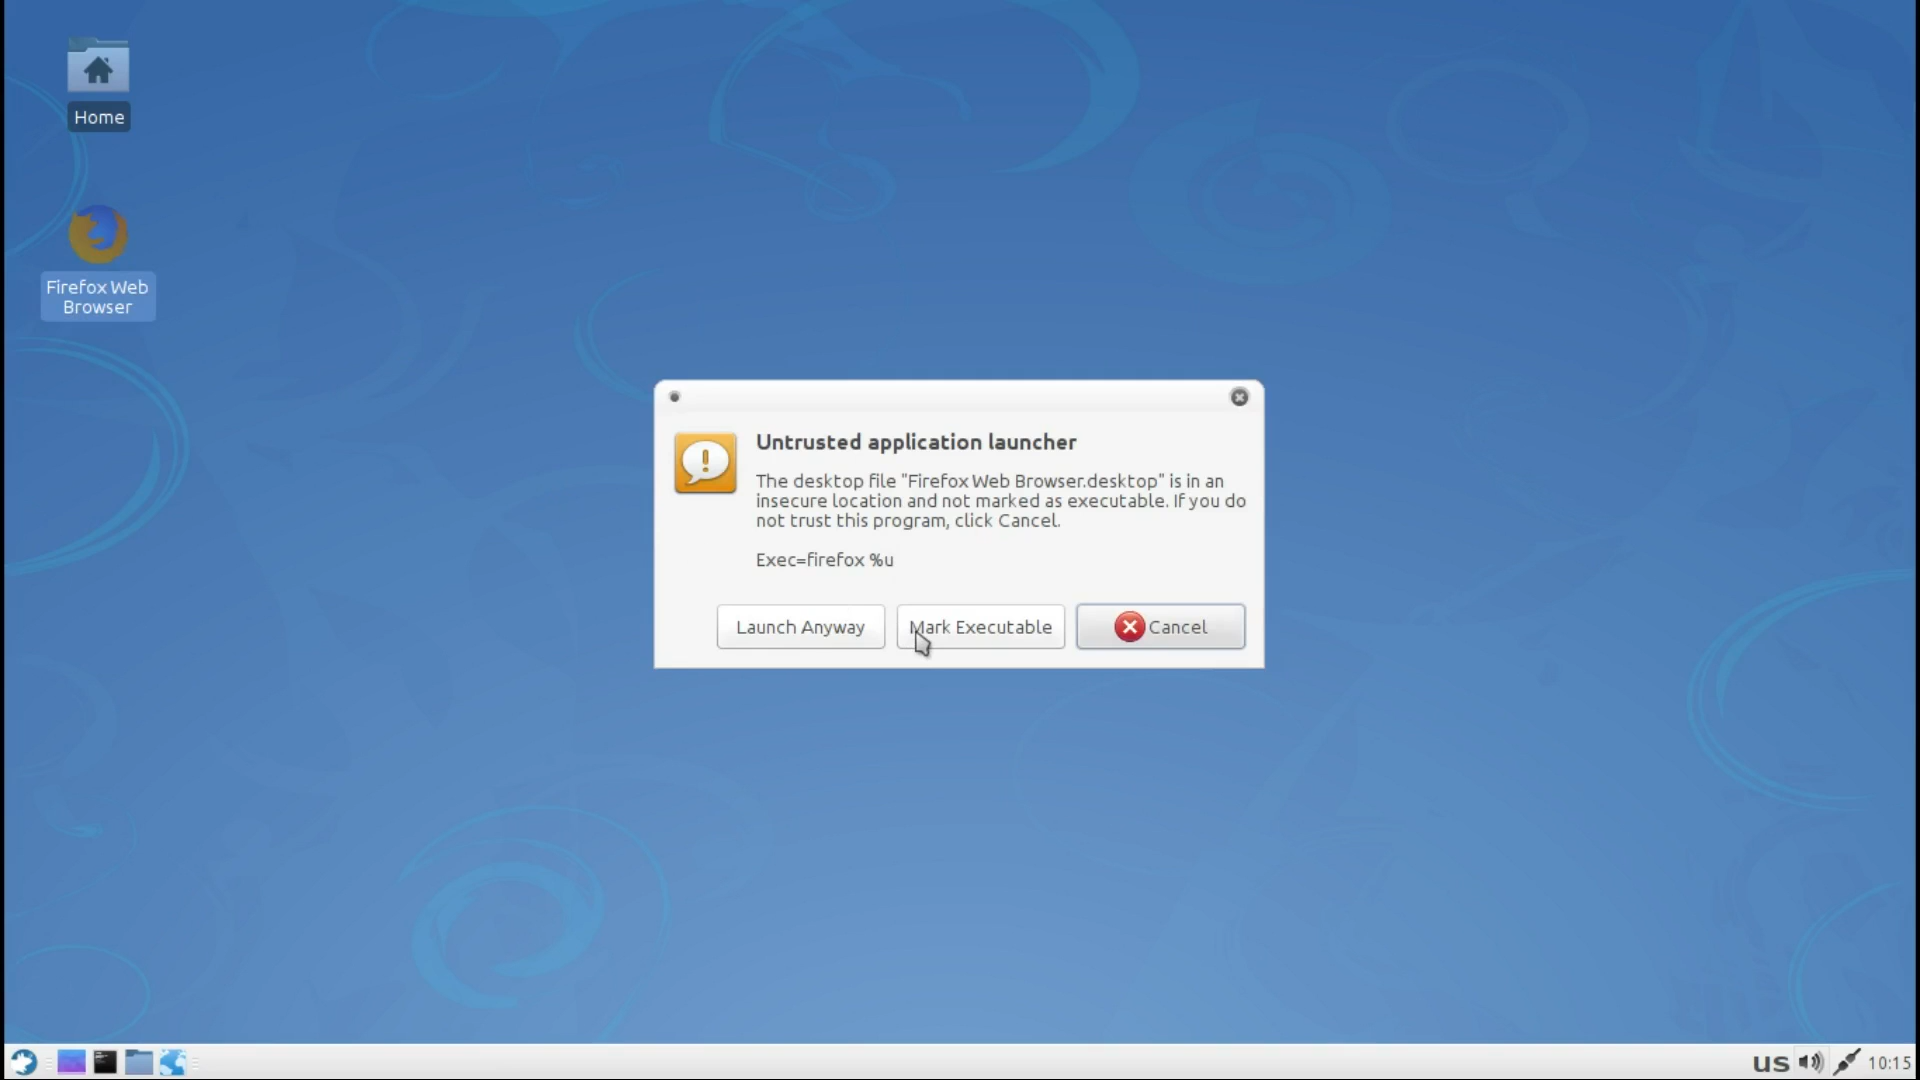 Home
Firefox Web
Browser
Untrusted application launcher
The desktop file "Firefox Web Browser.desktop" is in an
insecure location and not marked as executable. If you do
not trust this program, click Cancel.
Exec=firefox %u
Launch Anyway
Mark Executable
Cancel
us
10:15